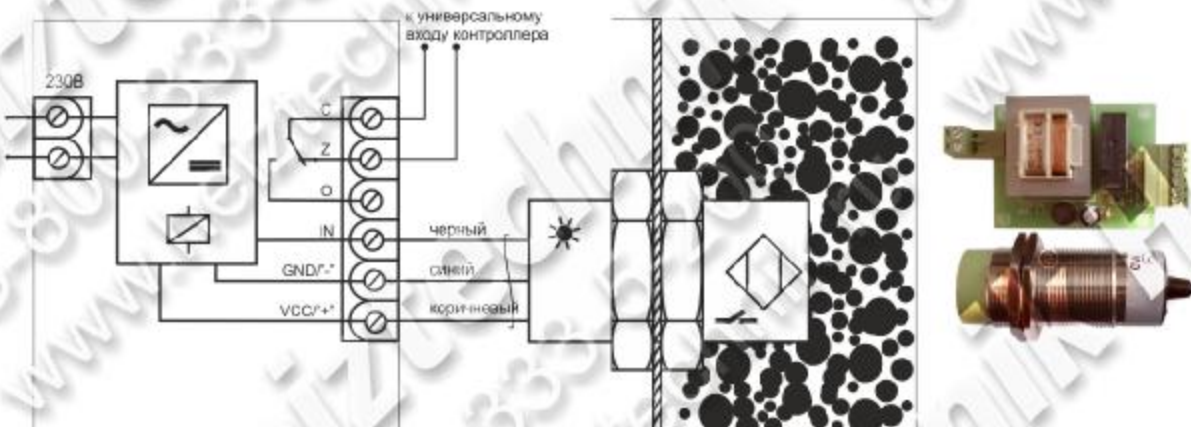 к универсальному
входу контроллера
230В
C
Z
O
IN
GND/"-"
VCC/"+"
черный
синий
коричневый